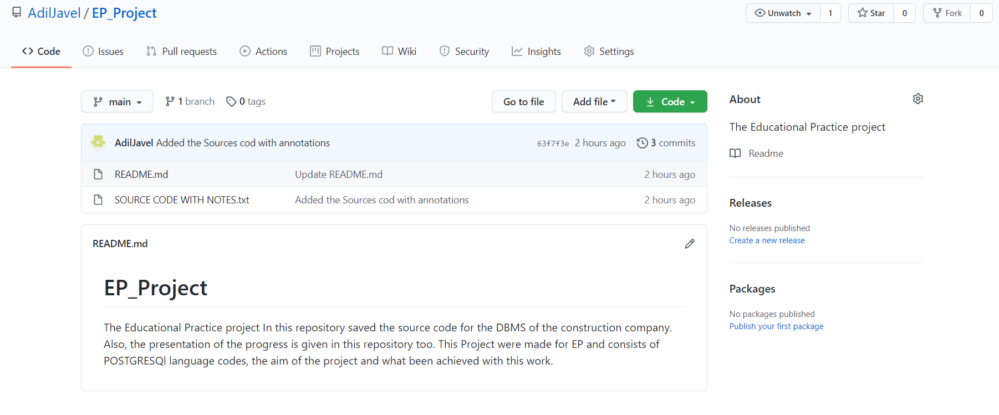 AdilJavel / EP_Project
Unwatch 1 Star 0 Fork 0
Code Issues Pull requests Actions Projects Wiki Security Insights Settings
main 1 branch 0 tags Go to file Add file Code
AdilJavel Added the Sources cod with annotations 63f7f3e 2 hours ago 3 commits
README.md Update README.md 2 hours ago
SOURCE CODE WITH NOTES.txt Added the Sources cod with annotations 2 hours ago
README.md
EP_Project
The Educational Practice project In this repository saved the source code for the DBMS of the construction company.
Also, the presentation of the progress is given in this repository too. This Project were made for EP and consists of
POSTGRESQl language codes, the aim of the project and what been achieved with this work.
About
The Educational Practice project
Readme
Releases
No releases published
Create a new release
Packages
No packages published
Publish your first package